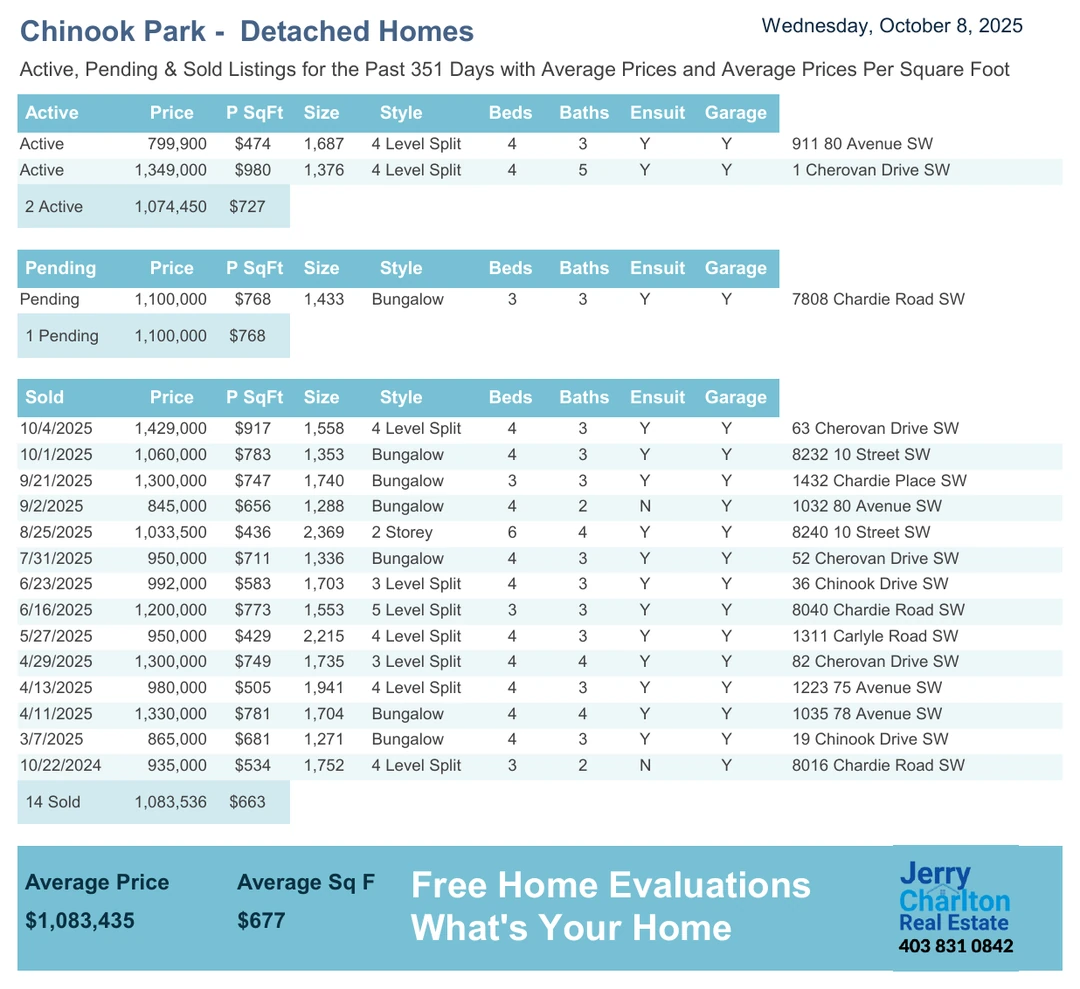 Chinook Park - Detached Homes
Wednesday, October 8, 2025
Active, Pending & Sold Listings for the Past 351 Days with Average Prices and Average Prices Per Square Foot
Active Price P SqFt Size Style Beds Baths Ensuit Garage
Active 799,900 $474 1,687 4 Level Split 4 3 Y Y 911 80 Avenue SW
Active 1,349,000 $980 1,376 4 Level Split 4 5 Y Y 1 Cherovan Drive SW
2 Active 1,074,450 $727
Pending Price P SqFt Size Style Beds Baths Ensuit Garage
Pending 1,100,000 $768 1,433 Bungalow 3 3 Y Y 7808 Chardie Road SW
1 Pending 1,100,000 $768
Sold Price P SqFt Size Style Beds Baths Ensuit Garage
10/4/2025 1,429,000 $917 1,558 4 Level Split 4 3 Y Y 63 Cherovan Drive SW
10/1/2025 1,060,000 $783 1,353 Bungalow 4 3 Y Y 8232 10 Street SW
9/21/2025 1,300,000 $747 1,740 Bungalow 3 3 Y Y 1432 Chardie Place SW
9/2/2025 845,000 $656 1,288 Bungalow 4 2 N Y 1032 80 Avenue SW
8/25/2025 1,033,500 $436 2,369 2 Storey 6 4 Y Y 8240 10 Street SW
7/31/2025 950,000 $711 1,336 Bungalow 4 3 Y Y 52 Cherovan Drive SW
6/23/2025 992,000 $583 1,703 3 Level Split 4 3 Y Y 36 Chinook Drive SW
6/16/2025 1,200,000 $773 1,553 5 Level Split 3 3 Y Y 8040 Chardie Road SW
5/27/2025 950,000 $429 2,215 4 Level Split 4 3 Y Y 1311 Carlyle Road SW
4/29/2025 1,300,000 $749 1,735 3 Level Split 4 4 Y Y 82 Cherovan Drive SW
4/13/2025 980,000 $505 1,941 4 Level Split 4 3 Y Y 1223 75 Avenue SW
4/11/2025 1,330,000 $781 1,704 Bungalow 4 4 Y Y 1035 78 Avenue SW
3/7/2025 865,000 $681 1,271 Bungalow 4 3 Y Y 19 Chinook Drive SW
10/22/2024 935,000 $534 1,752 4 Level Split 3 2 N Y 8016 Chardie Road SW
14 Sold 1,083,536 $663
Average Price Average Sq F
$1,083,435 $677
Free Home Evaluations
What's Your Home
Jerry
Charlton
Real Estate
403 831 0842